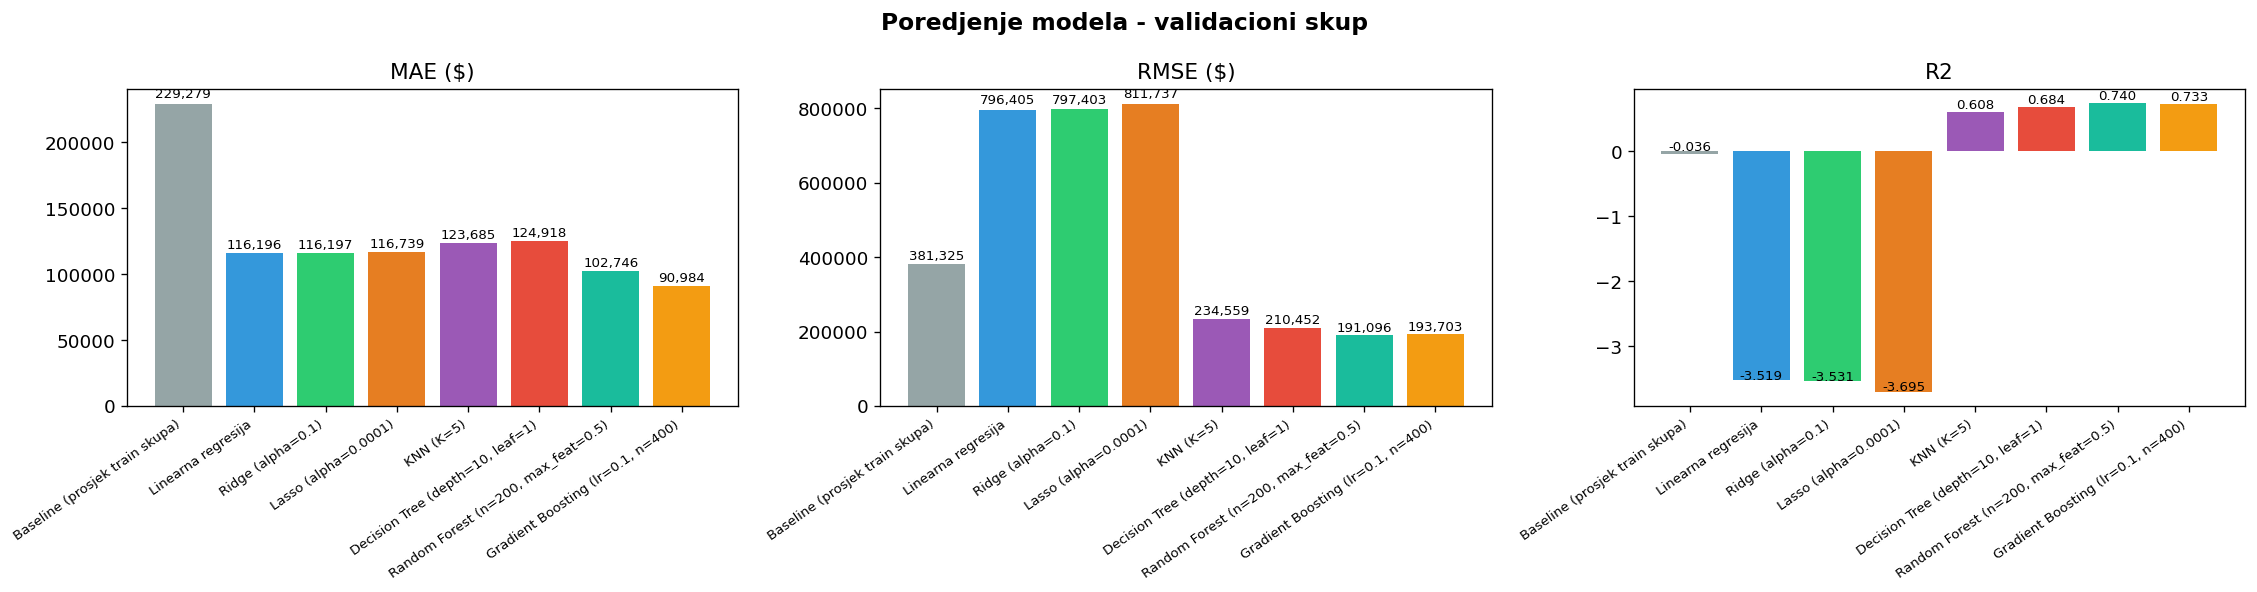 Poredjenje modela - validacioni skup
MAE ($)
229,279
116,196
116,197
116,739
123,685
124,918
102,746
90,984
200000
150000
100000
50000
0
Baseline (prosjek train skupa)
Linearna regresija
Ridge (alpha=0.1)
Lasso (alpha=0.0001)
KNN (K=5)
Decision Tree (depth=10, leaf=1)
Random Forest (n=200, max_feat=0.5)
Gradient Boosting (lr=0.1, n=400)
RMSE ($)
381,325
796,405
797,403
811,737
234,559
210,452
191,096
193,703
800000
600000
400000
200000
0
Baseline (prosjek train skupa)
Linearna regresija
Ridge (alpha=0.1)
Lasso (alpha=0.0001)
KNN (K=5)
Decision Tree (depth=10, leaf=1)
Random Forest (n=200, max_feat=0.5)
Gradient Boosting (lr=0.1, n=400)
R2
-0.036
-3.519
-3.531
-3.695
0.608
0.684
0.740
0.733
0
−1
−2
−3
Baseline (prosjek train skupa)
Linearna regresija
Ridge (alpha=0.1)
Lasso (alpha=0.0001)
KNN (K=5)
Decision Tree (depth=10, leaf=1)
Random Forest (n=200, max_feat=0.5)
Gradient Boosting (lr=0.1, n=400)